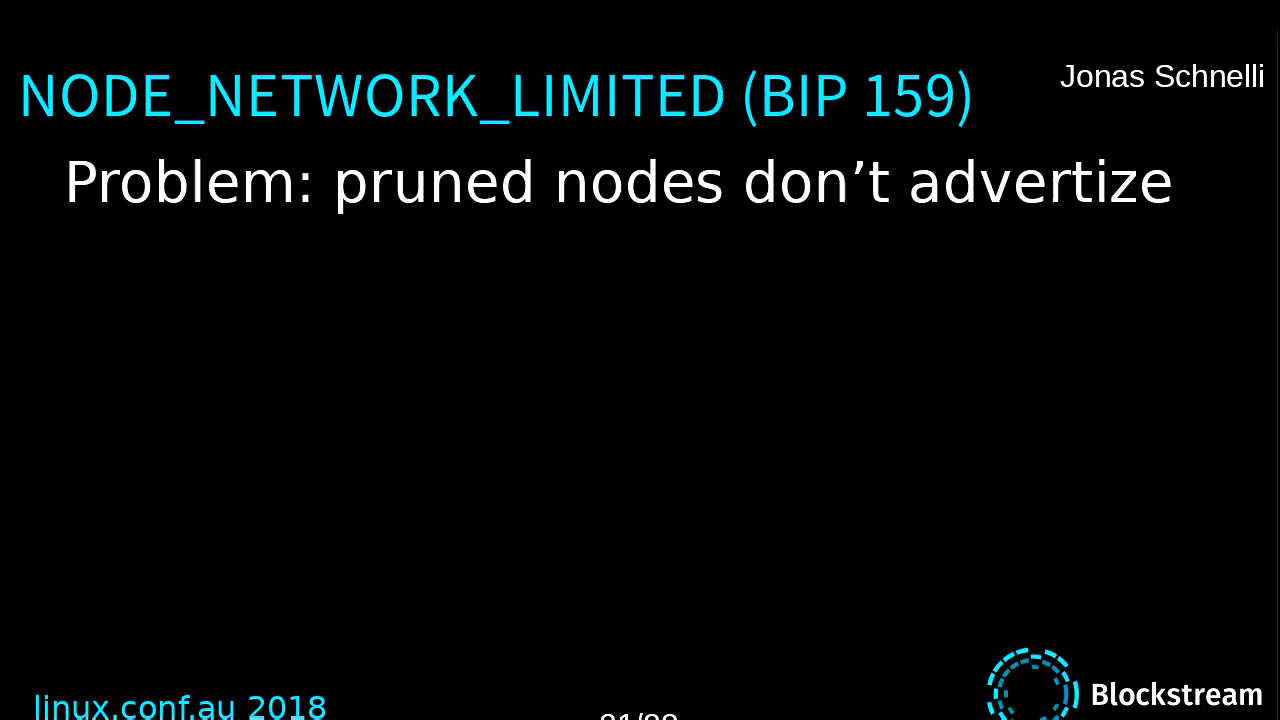 NODE_NETWORK_LIMITED (BIP 159)
Jonas Schnelli
Problem: pruned nodes don’t advertize
linux.conf.au 2018
Blockstream